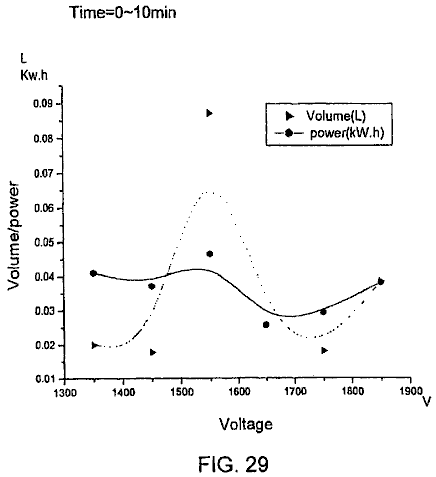 Time=0~10min
L
Kw.h
0.09
0.08
0.07
0.06
0.05
0.04
0.03
0.02
0.01
Volume/power
Volume(L)
power(kW.h)
1300 1400 1500 1600 1700 1800 1900
V
Voltage
FIG. 29